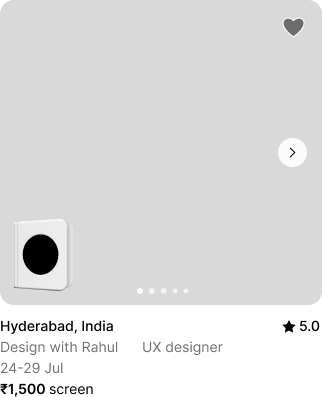 Hyderabad, India 5.0
Design with Rahul UX designer
24-29 Jul
₹1,500 screen